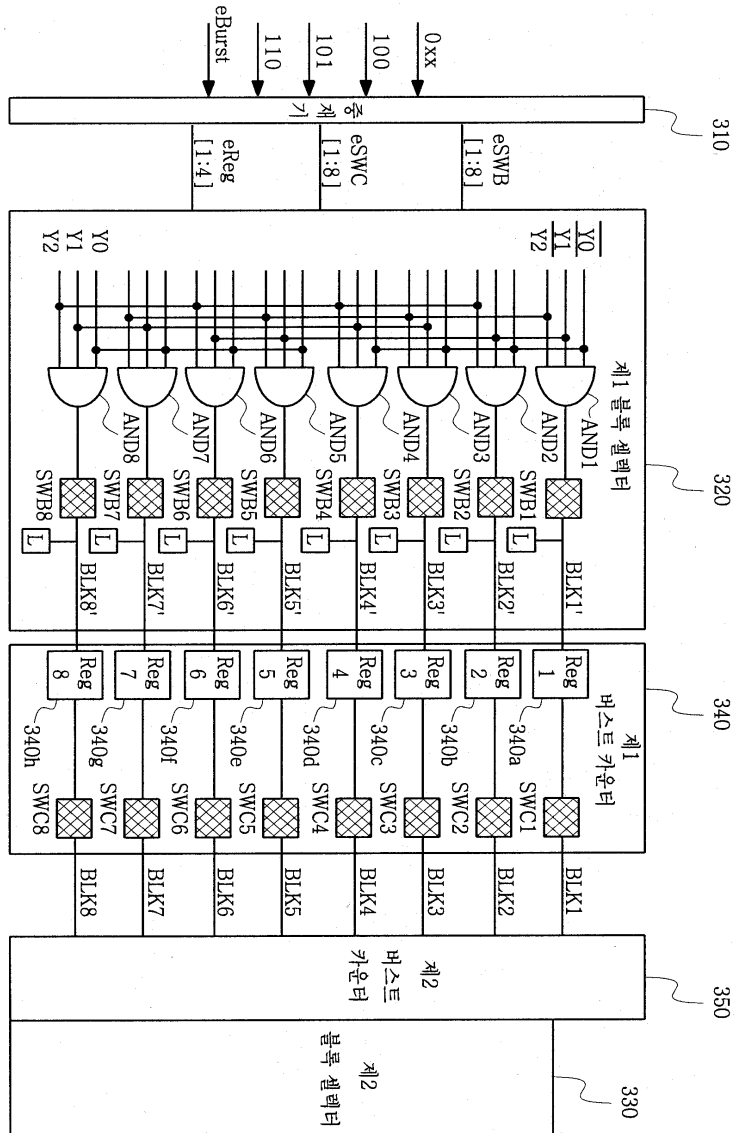 310
320
340
350
330
0xx
100
101
110
eBurst
중재기
eSWB
[1:8]
eSWC
[1:8]
eReg
[1:4]
제1 블록 셀렉터
Y̅0̅
Y̅1̅
Y̅2̅
Y0
Y1
Y2
AND1
SWB1
L
BLK1'
AND2
SWB2
L
BLK2'
AND3
SWB3
L
BLK3'
AND4
SWB4
L
BLK4'
AND5
SWB5
L
BLK5'
AND6
SWB6
L
BLK6'
AND7
SWB7
L
BLK7'
AND8
SWB8
L
BLK8'
제1
버스트 카운터
Reg
1
340a
SWC1
BLK1
Reg
2
340b
SWC2
BLK2
Reg
3
340c
SWC3
BLK3
Reg
4
340d
SWC4
BLK4
Reg
5
340e
SWC5
BLK5
Reg
6
340f
SWC6
BLK6
Reg
7
340g
SWC7
BLK7
Reg
8
340h
SWC8
BLK8
제2
버스트
카운터
제2
블록 셀렉터